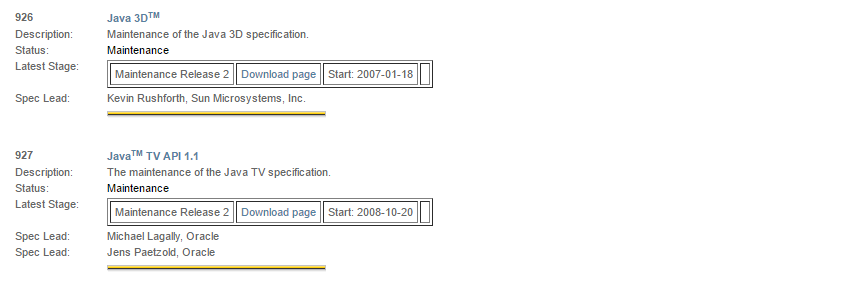 926 Java 3D™
Description: Maintenance of the Java 3D specification.
Status: Maintenance
Latest Stage: Maintenance Release 2 Download page Start: 2007-01-18
Spec Lead: Kevin Rushforth, Sun Microsystems, Inc.
927 Java™ TV API 1.1
Description: The maintenance of the Java TV specification.
Status: Maintenance
Latest Stage: Maintenance Release 2 Download page Start: 2008-10-20
Spec Lead: Michael Lagally, Oracle
Spec Lead: Jens Paetzold, Oracle